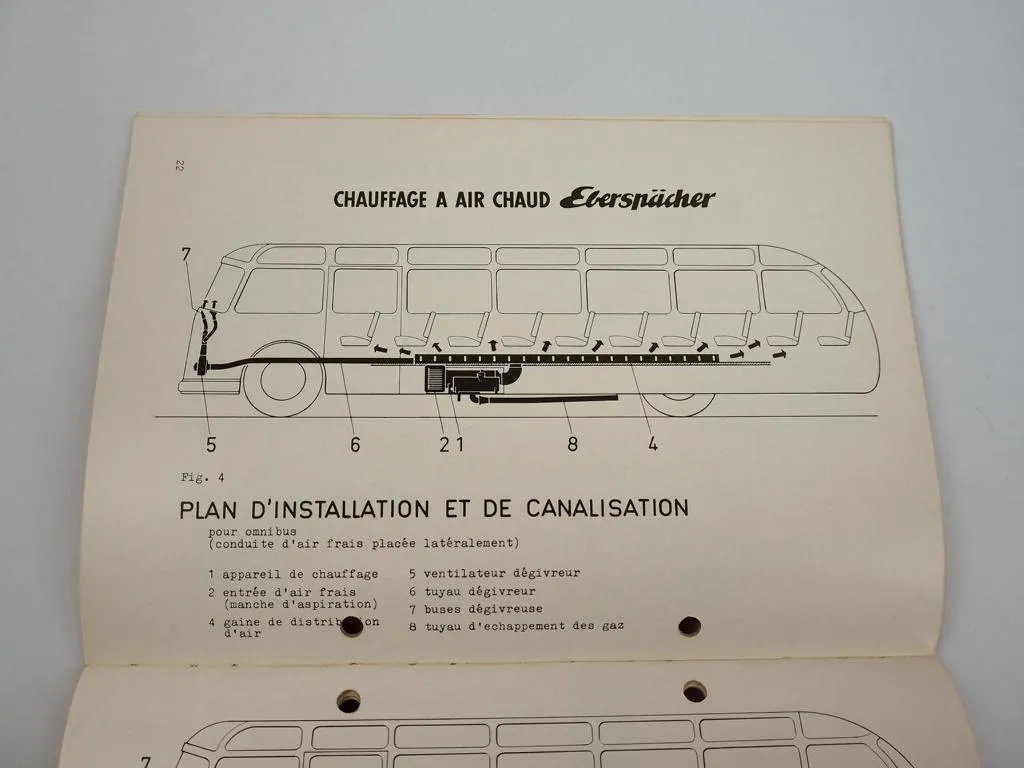 22
CHAUFFAGE A AIR CHAUD Eberspächer
7
5 6 2 1 8 4
Fig. 4
PLAN D'INSTALLATION ET DE CANALISATION
pour omnibus
(conduite d'air frais placée latéralement)
1 appareil de chauffage
2 entrée d'air frais
(manche d'aspiration)
4 gaine de distribution
d'air
5 ventilateur dégivreur
6 tuyau dégivreur
7 buses dégivreuse
8 tuyau d'echappement des gaz
7